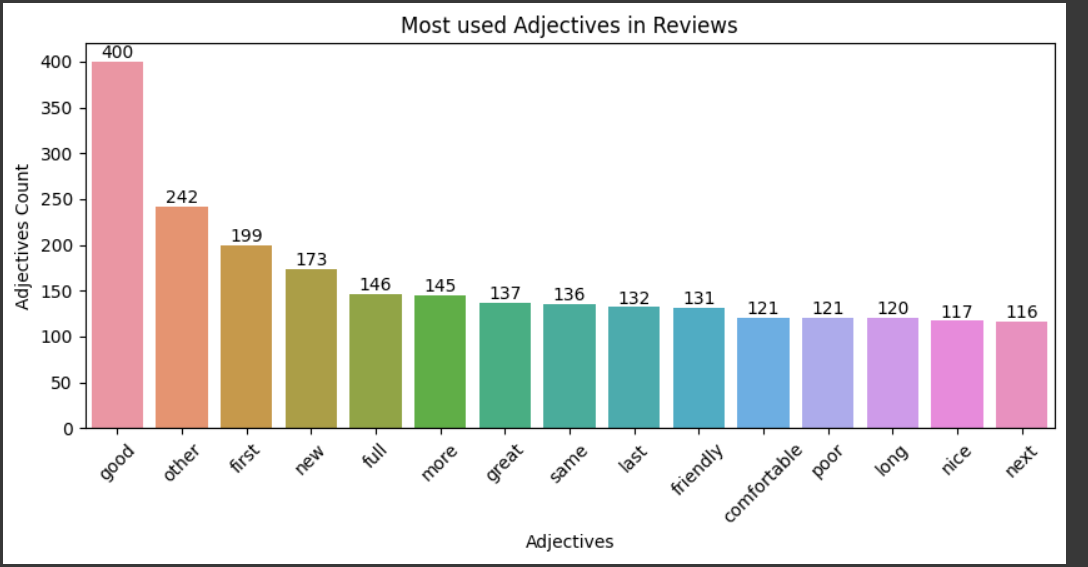 Most used Adjectives in Reviews
400
400
350
300
250
200
150
100
50
0
Adjectives Count
242
199
173
146
145
137
136
132
131
121
121
120
117
116
good
other
first
new
full
more
great
same
last
friendly
comfortable
poor
long
nice
next
Adjectives